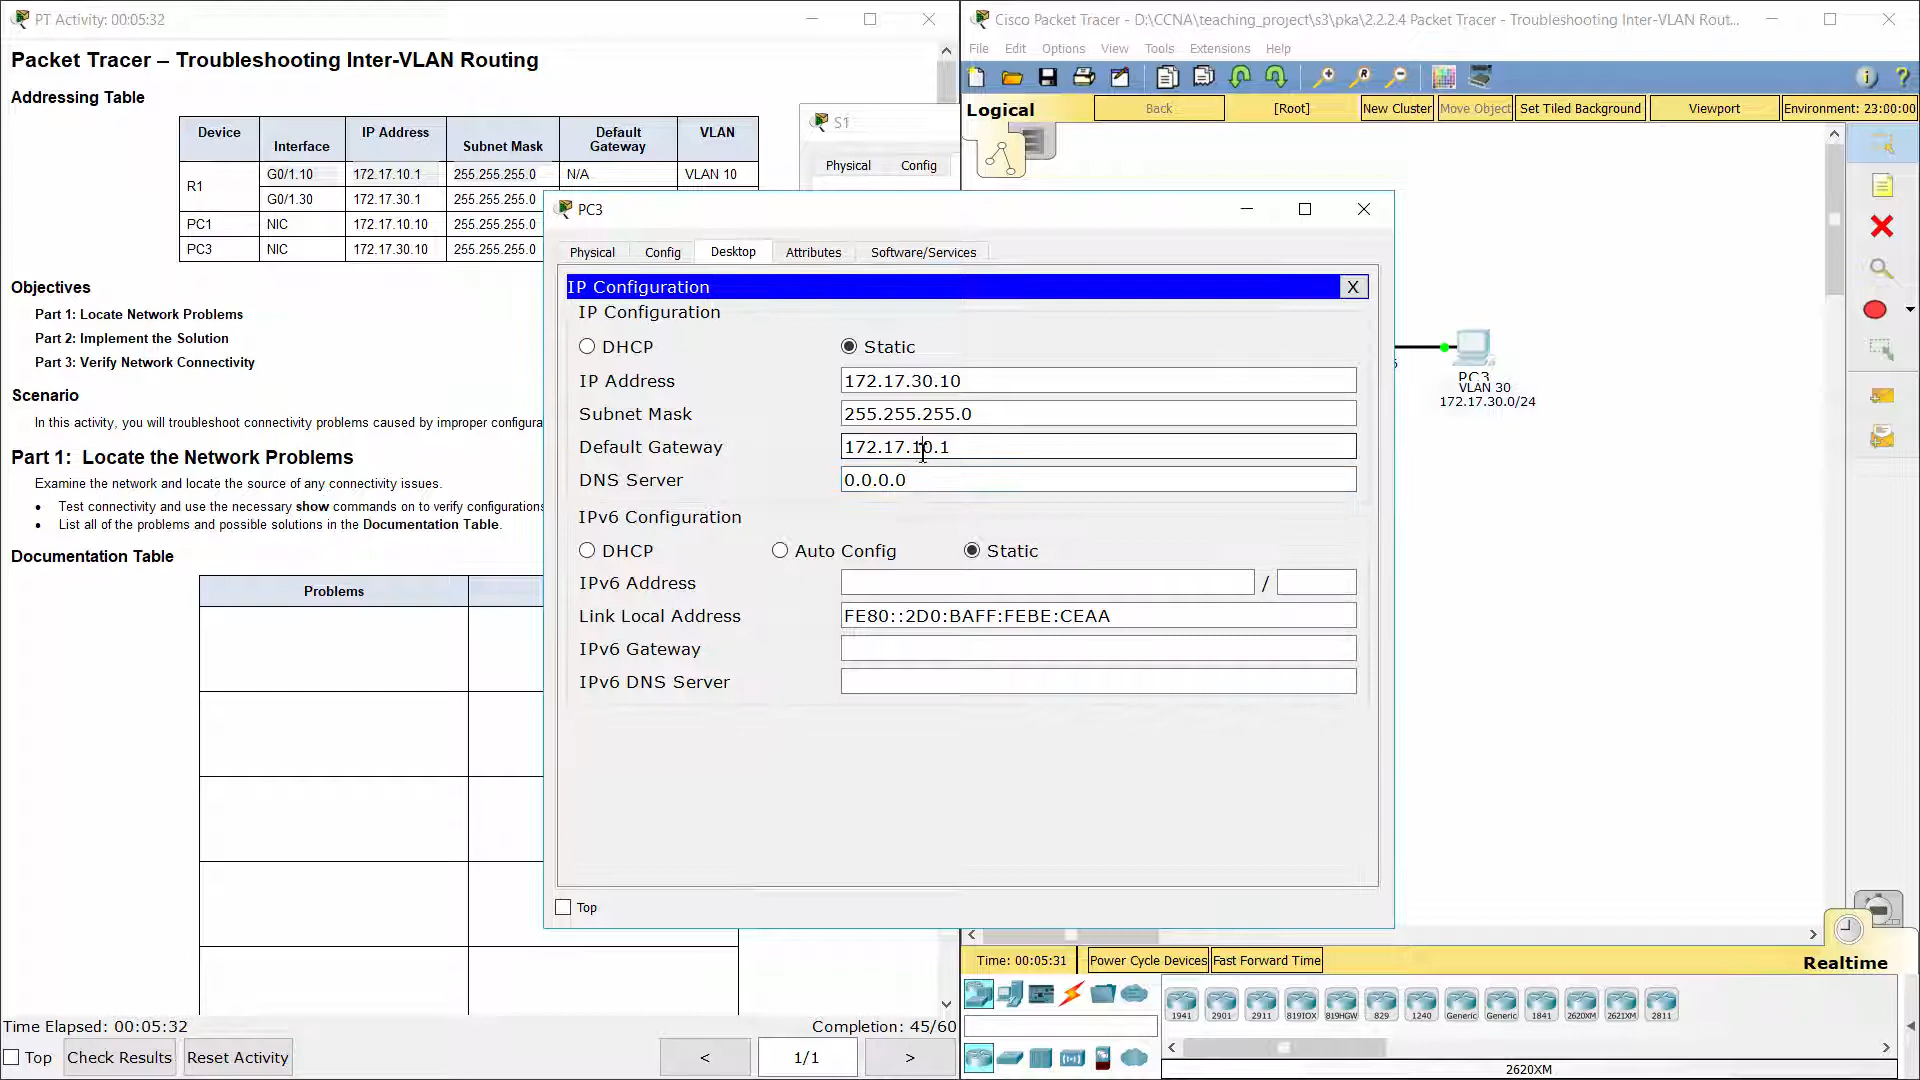 PT Activity: 00:05:32
Packet Tracer – Troubleshooting Inter-VLAN Routing
Addressing Table
Device Interface IP Address Subnet Mask Default Gateway VLAN
R1 G0/1.10 172.17.10.1 255.255.255.0 N/A VLAN 10
G0/1.30 172.17.30.1 255.255.255.0
PC1 NIC 172.17.10.10 255.255.255.0
PC3 NIC 172.17.30.10 255.255.255.0
Objectives
Part 1: Locate Network Problems
Part 2: Implement the Solution
Part 3: Verify Network Connectivity
Scenario
In this activity, you will troubleshoot connectivity problems caused by improper configura
Part 1: Locate the Network Problems
Examine the network and locate the source of any connectivity issues.
• Test connectivity and use the necessary show commands on to verify configurations
• List all of the problems and possible solutions in the Documentation Table.
Documentation Table
Problems
Time Elapsed: 00:05:32
Completion: 45/60
Top
Check Results
Reset Activity
<
1/1
>
S1
Physical Config
PC3
Physical Config Desktop Attributes Software/Services
IP Configuration X
IP Configuration
DHCP Static
IP Address 172.17.30.10
Subnet Mask 255.255.255.0
Default Gateway 172.17.10.1
DNS Server 0.0.0.0
IPv6 Configuration
DHCP Auto Config Static
IPv6 Address /
Link Local Address FE80::2D0:BAFF:FEBE:CEAA
IPv6 Gateway
IPv6 DNS Server
Top
Cisco Packet Tracer - D:\CCNA\teaching_project\s3\pka\2.2.2.4 Packet Tracer - Troubleshooting Inter-VLAN Rout...
File Edit Options View Tools Extensions Help
Logical Back [Root] New Cluster Move Object Set Tiled Background Viewport Environment: 23:00:00
PC3
VLAN 30
172.17.30.0/24
Time: 00:05:31 Power Cycle Devices Fast Forward Time
Realtime
1941 2901 2911 819IOX 819HGW 829 1240 Generic Generic 1841 2620XM 2621XM 2811
2620XM